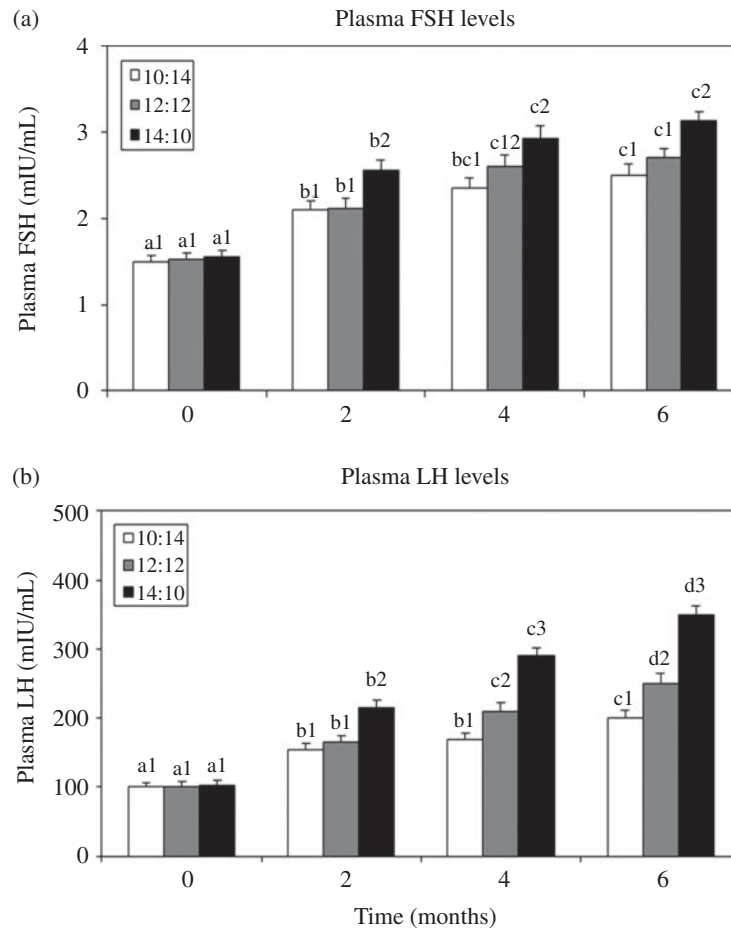 (a)
Plasma FSH levels
Plasma FSH (mIU/mL)
4
3
2
1
0
10:14
12:12
14:10
a1 a1 a1
b1 b1 b2
bc1 c12 c2
c1 c1 c2
0 2 4 6
(b)
Plasma LH levels
Plasma LH (mIU/mL)
500
400
300
200
100
0
10:14
12:12
14:10
a1 a1 a1
b1 b1 b2
b1 c2 c3
c1 d2 d3
0 2 4 6
Time (months)